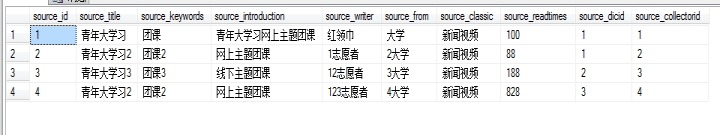 source_id source_title source_keywords source_introduction source_writer source_from source_classic source_readtimes source_dicid source_collectorid
1 1 青年大学习 团课 青年大学习网上主题团课 红领巾 大学 新闻视频 100 1 1
2 2 青年大学习2 团课2 网上主题团课 1志愿者 2大学 新闻视频 88 1 2
3 3 青年大学习3 团课3 线下主题团课 12志愿者 3大学 新闻视频 188 2 3
4 4 青年大学习2 团课2 网上主题团课 123志愿者 4大学 新闻视频 828 3 4